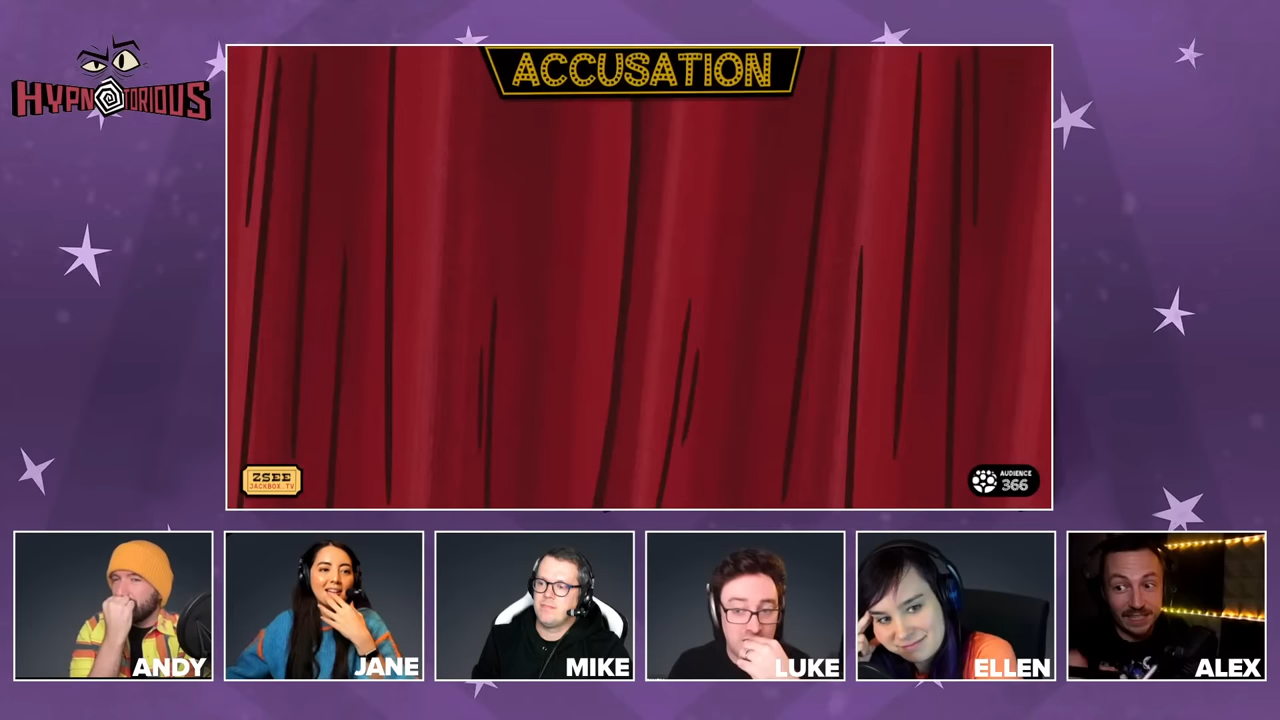 HYPNOTORIOUS
ACCUSATION
ZSEE
JACKBOX.TV
AUDIENCE
366
ANDY
JANE
MIKE
LUKE
ELLEN
ALEX